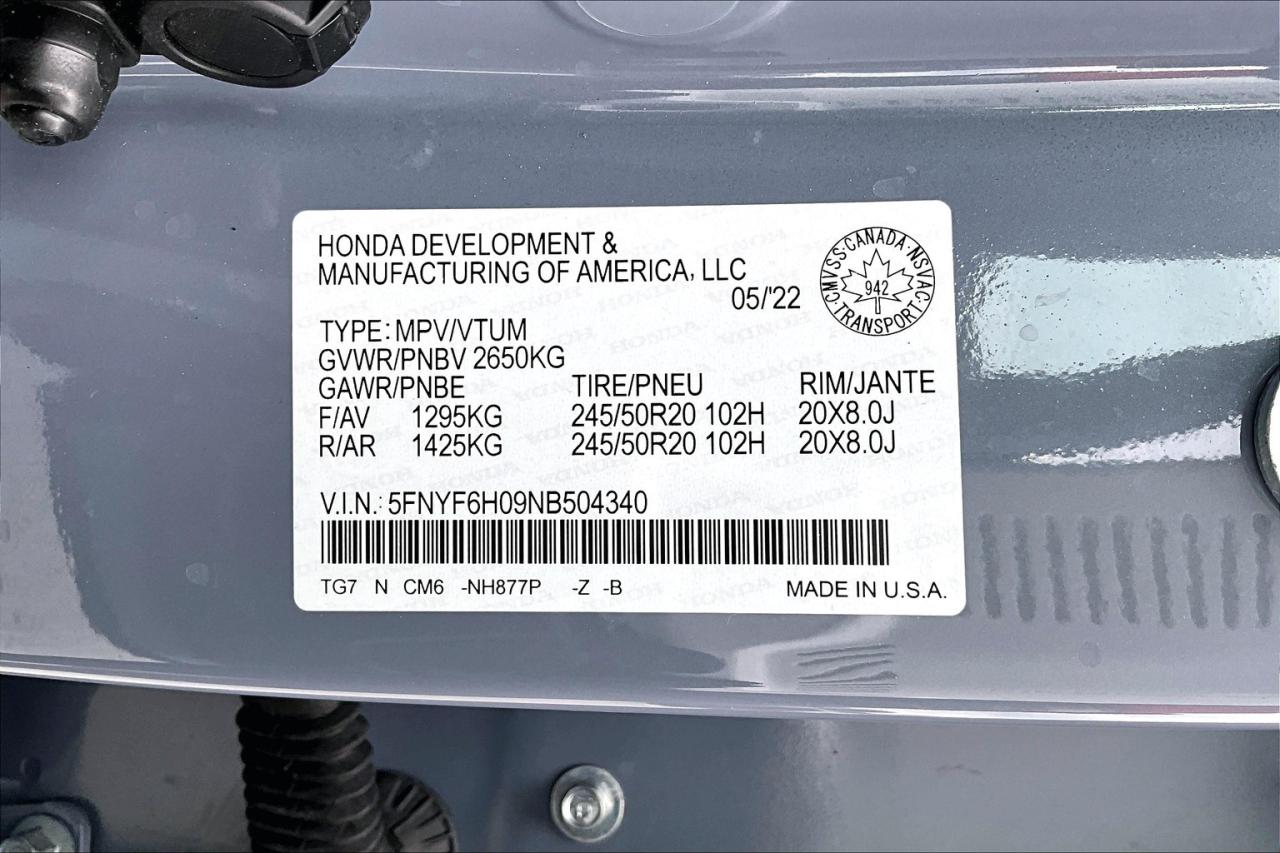 HONDA DEVELOPMENT &
MANUFACTURING OF AMERICA, LLC
05/'22
CMVSS·CANADA·NSVAC·TRANSPORT·
942
TYPE: MPV/VTUM
GVWR/PNBV 2650KG
GAWR/PNBE TIRE/PNEU RIM/JANTE
F/AV 1295KG 245/50R20 102H 20X8.0J
R/AR 1425KG 245/50R20 102H 20X8.0J
V.I.N.: 5FNYF6H09NB504340
TG7 N CM6 -NH877P -Z -B MADE IN U.S.A.